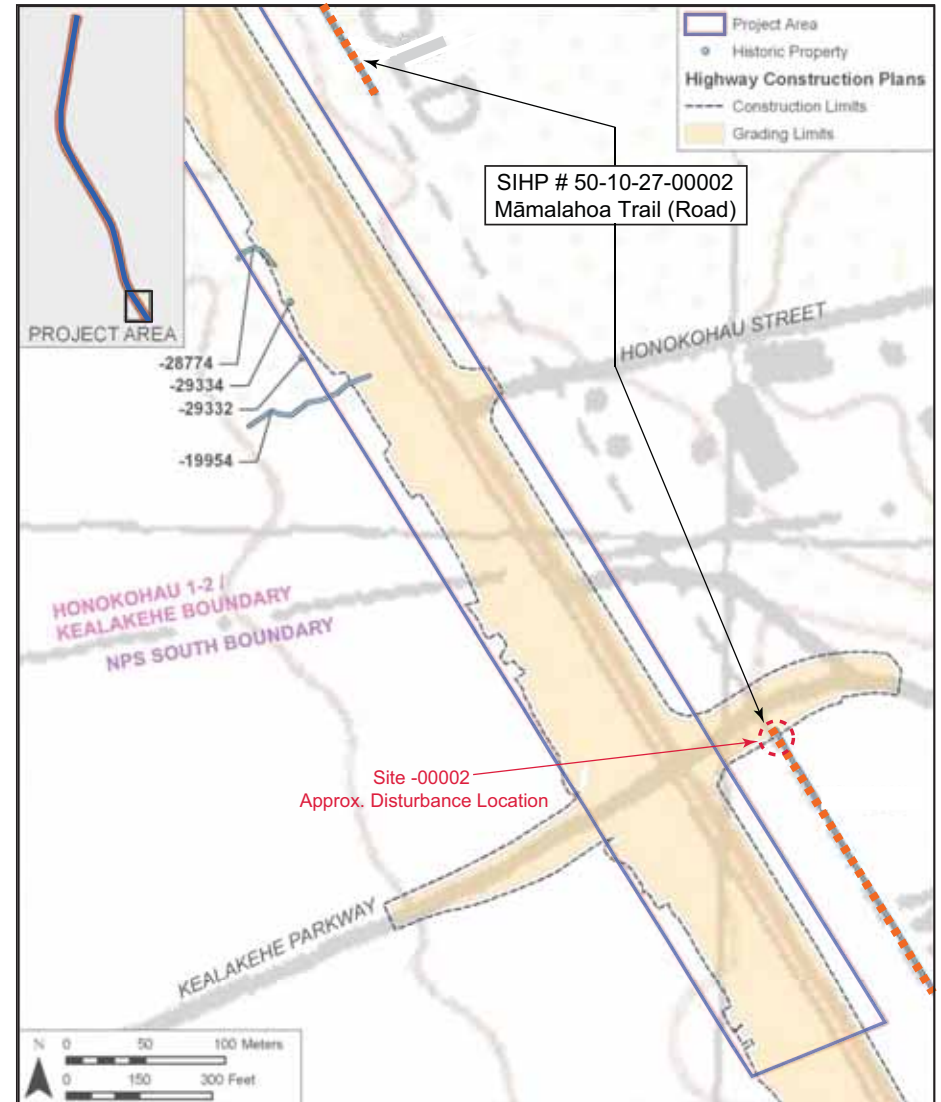 Project Area
Historic Property
Highway Construction Plans
Construction Limits
Grading Limits
OLD
SIHP # 50-10-27-00002
Māmalahoa Trail (Road)
PROJECT AREA
-28774
-29334
-29332
-19954
HONOKOHAU STREET
HONOKOHAU 1-2 /
KEALAKEHE BOUNDARY
NPS SOUTH BOUNDARY
Site -00002
Approx. Disturbance Location
KEALAKEHE PARKWAY
N 0 50 100 Meters
0 150 300 Feet